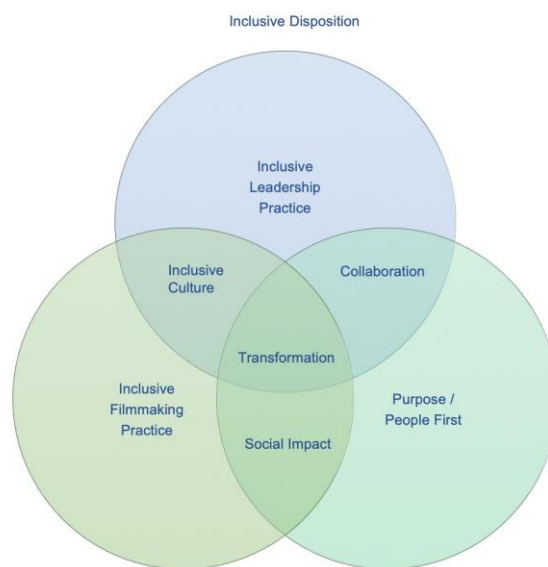 Inclusive Disposition
Inclusive
Leadership
Practice
Inclusive
Culture
Collaboration
Transformation
Inclusive
Filmmaking
Practice
Purpose /
People First
Social Impact